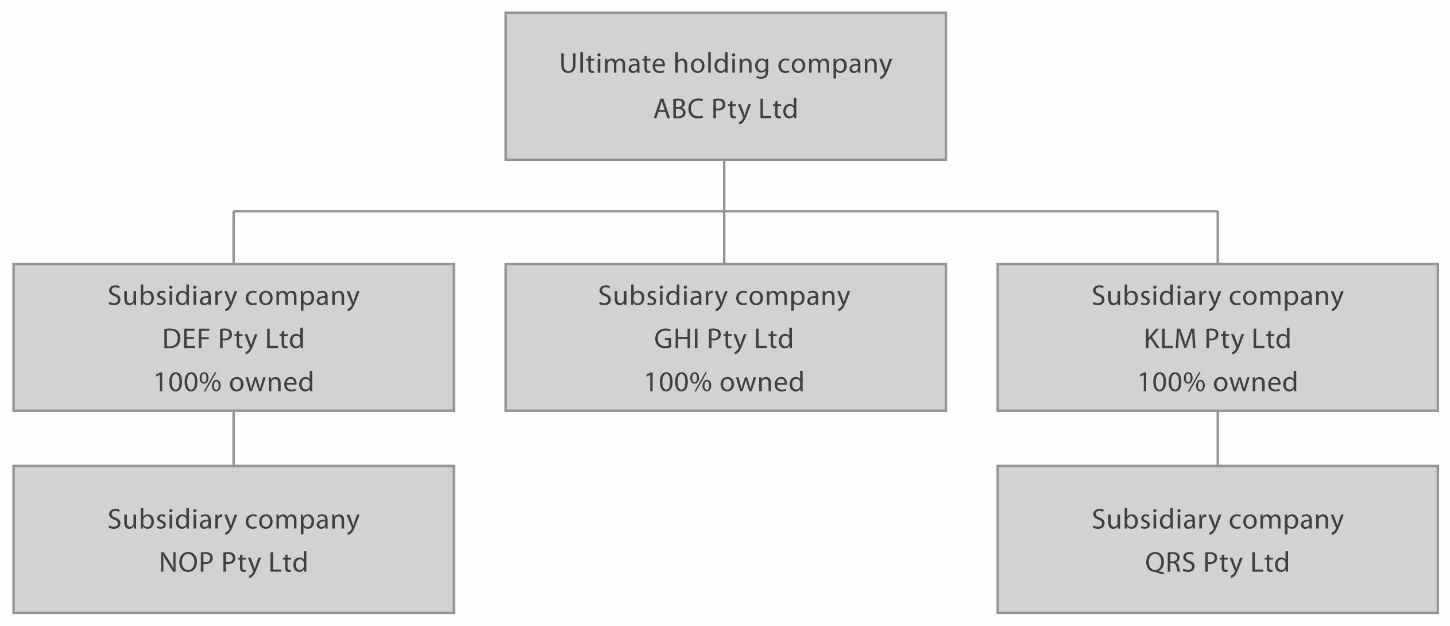 Ultimate holding company
ABC Pty Ltd
Subsidiary company
DEF Pty Ltd
100% owned
Subsidiary company
GHI Pty Ltd
100% owned
Subsidiary company
KLM Pty Ltd
100% owned
Subsidiary company
NOP Pty Ltd
Subsidiary company
QRS Pty Ltd